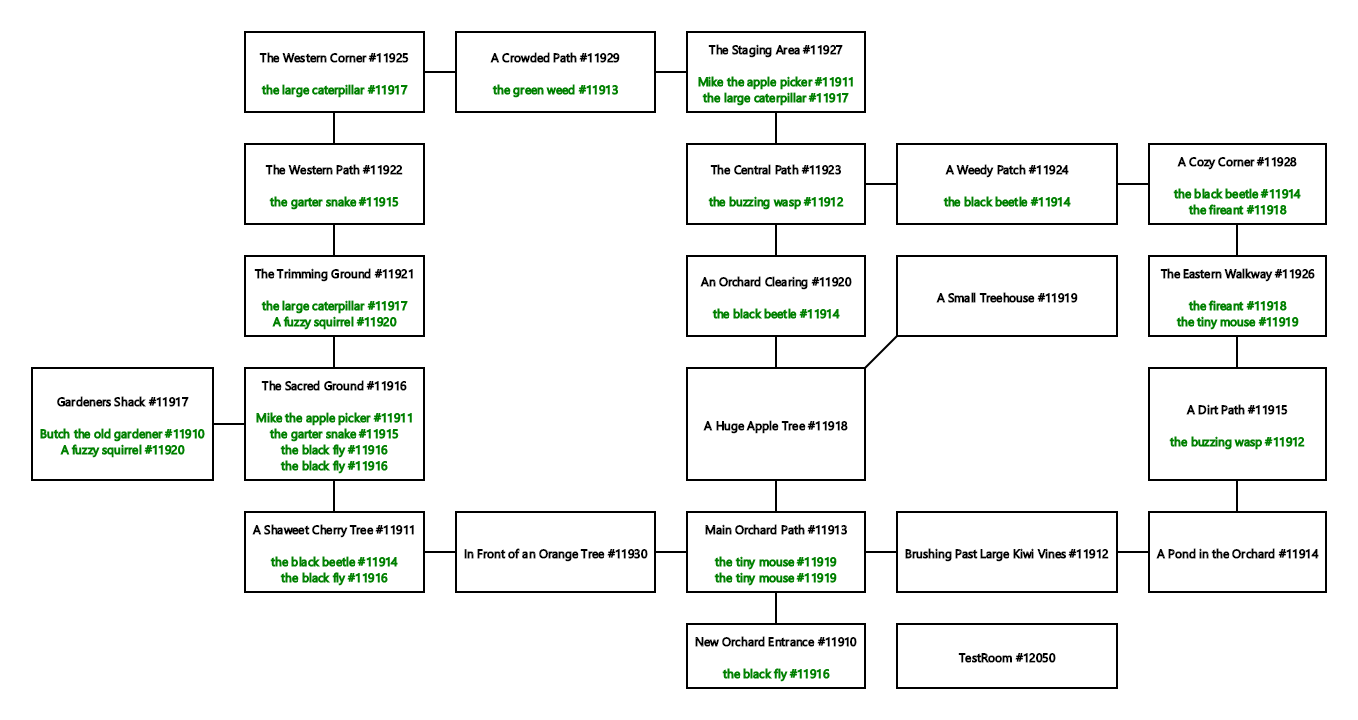 The Western Corner #11925
the large caterpillar #11917
A Crowded Path #11929
the green weed #11913
The Staging Area #11927
Mike the apple picker #11911
the large caterpillar #11917
The Western Path #11922
the garter snake #11915
The Central Path #11923
the buzzing wasp #11912
A Weedy Patch #11924
the black beetle #11914
A Cozy Corner #11928
the black beetle #11914
the fireant #11918
The Trimming Ground #11921
the large caterpillar #11917
A fuzzy squirrel #11920
An Orchard Clearing #11920
the black beetle #11914
A Small Treehouse #11919
The Eastern Walkway #11926
the fireant #11918
the tiny mouse #11919
Gardeners Shack #11917
Butch the old gardener #11910
A fuzzy squirrel #11920
The Sacred Ground #11916
Mike the apple picker #11911
the garter snake #11915
the black fly #11916
the black fly #11916
A Huge Apple Tree #11918
A Dirt Path #11915
the buzzing wasp #11912
A Shaweet Cherry Tree #11911
the black beetle #11914
the black fly #11916
In Front of an Orange Tree #11930
Main Orchard Path #11913
the tiny mouse #11919
the tiny mouse #11919
Brushing Past Large Kiwi Vines #11912
A Pond in the Orchard #11914
New Orchard Entrance #11910
the black fly #11916
TestRoom #12050